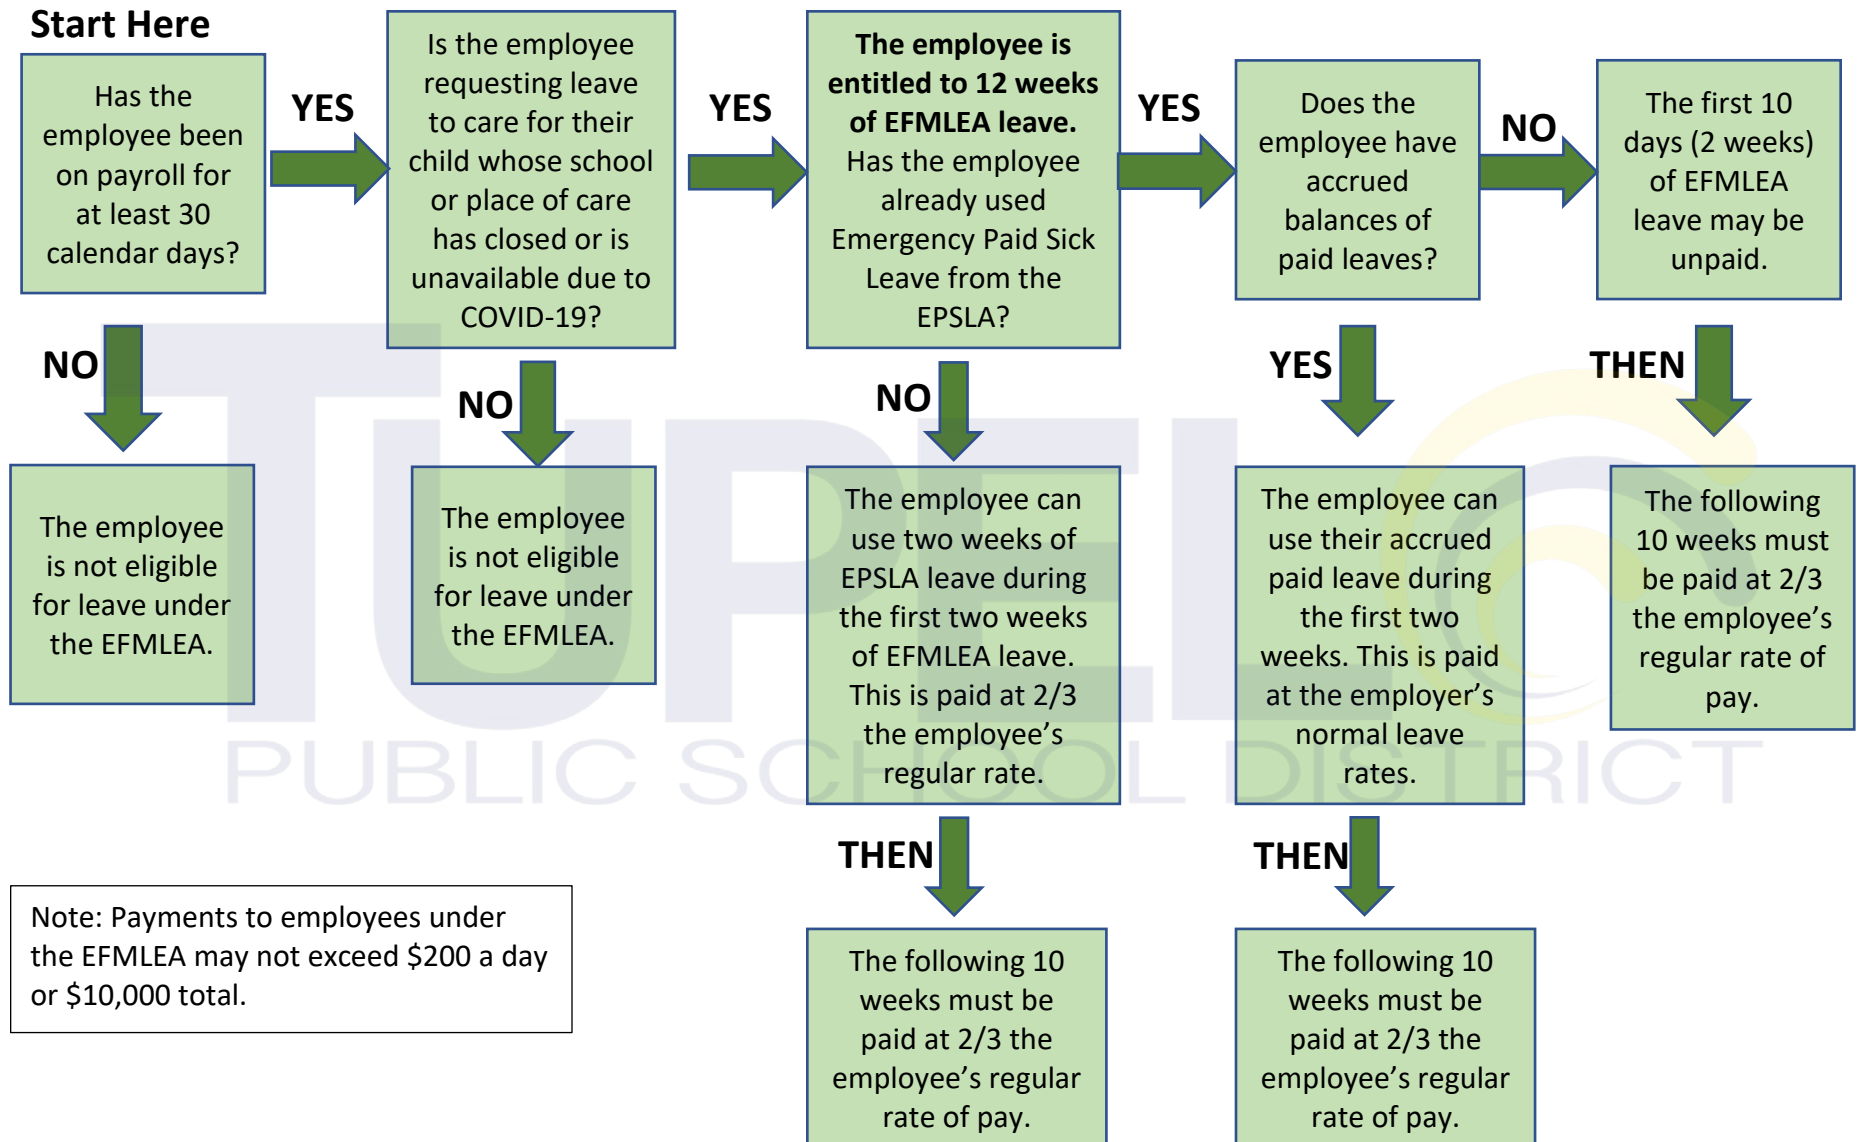 Start Here
Has the
employee been
on payroll for
at least 30
calendar days?
YES
Is the employee
requesting leave
to care for their
child whose school
or place of care
has closed or is
unavailable due to
COVID-19?
YES
The employee is
entitled to 12 weeks
of EFMLEA leave.
Has the employee
already used
Emergency Paid Sick
Leave from the
EPSLA?
YES
Does the
employee have
accrued
balances of
paid leaves?
NO
The first 10
days (2 weeks)
of EFMLEA
leave may be
unpaid.
NO
NO
NO
YES
THEN
The employee
is not eligible
for leave under
the EFMLEA.
The employee
is not eligible
for leave under
the EFMLEA.
The employee can
use two weeks of
EPSLA leave during
the first two weeks
of EFMLEA leave.
This is paid at 2/3
the employee’s
regular rate.
The employee can
use their accrued
paid leave during
the first two
weeks. This is paid
at the employer’s
normal leave
rates.
The following
10 weeks must
be paid at 2/3
the employee’s
regular rate of
pay.
TUPEL
PUBLIC SCHOOL DISTRICT
THEN
THEN
Note: Payments to employees under
the EFMLEA may not exceed $200 a day
or $10,000 total.
The following 10
weeks must be
paid at 2/3 the
employee’s regular
rate of pay.
The following 10
weeks must be
paid at 2/3 the
employee’s regular
rate of pay.